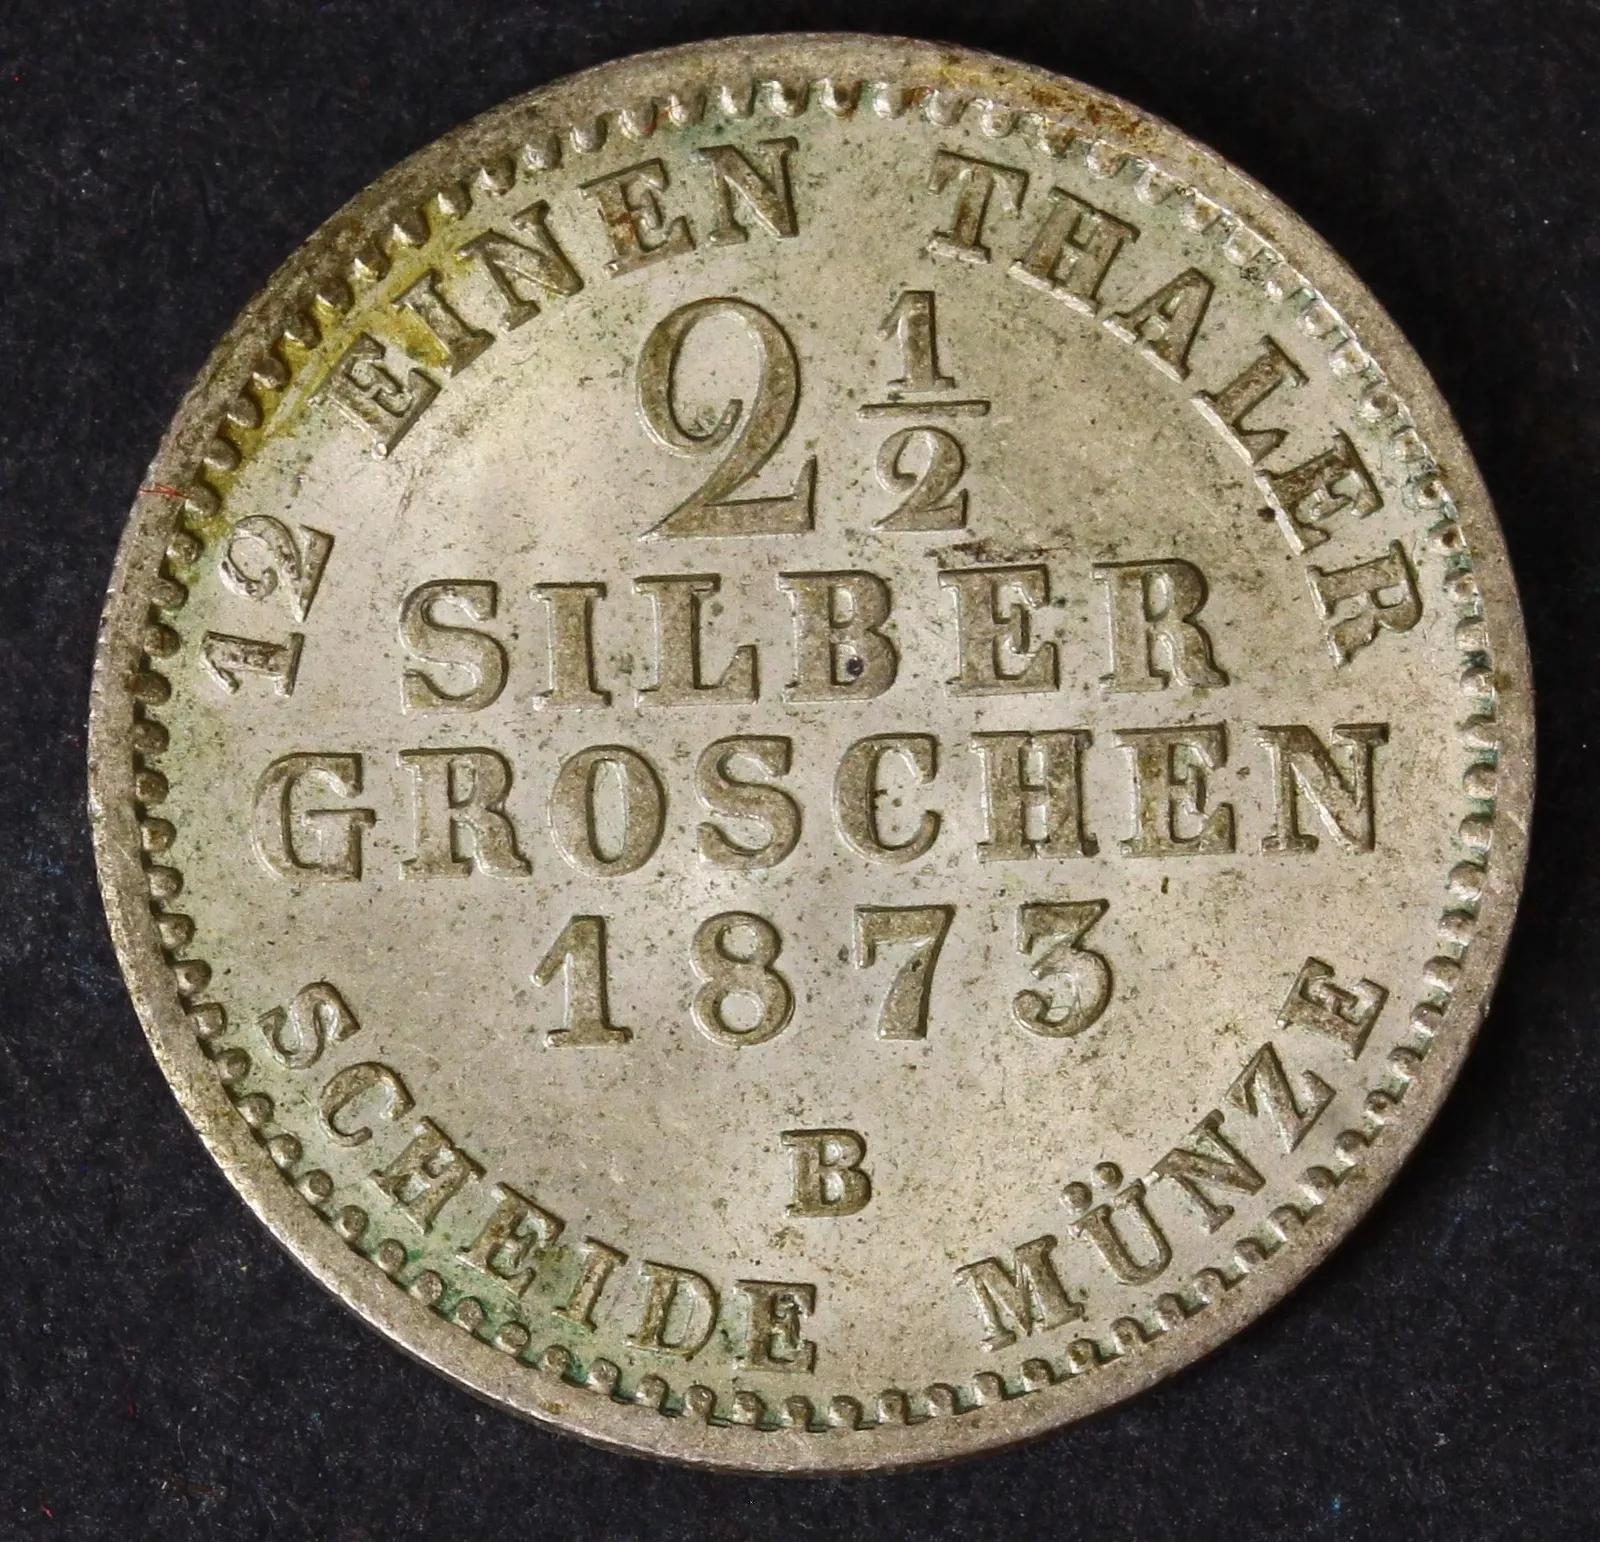 12 EINEN THALER
2 1/2
SILBER
GROSCHEN
1873
B
SCHEIDE MÜNZE